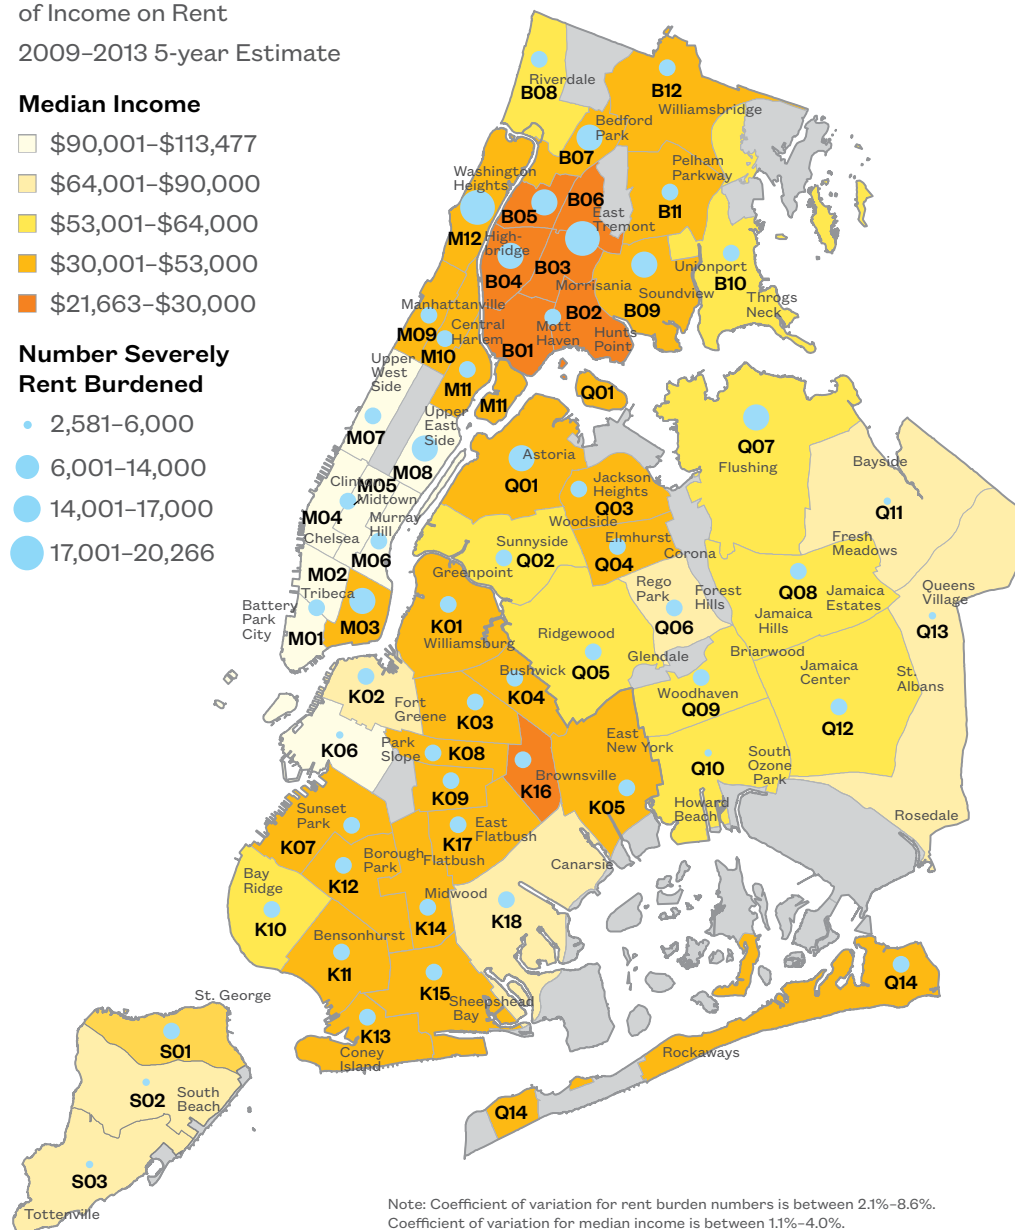 of Income on Rent
2009–2013 5-year Estimate
Median Income
$90,001–$113,477
$64,001–$90,000
$53,001–$64,000
$30,001–$53,000
$21,663–$30,000
Number Severely
Rent Burdened
2,581–6,000
6,001–14,000
14,001–17,000
17,001–20,266
Riverdale
B08
B12
Williamsbridge
Bedford
Park
B07
Pelham
Parkway
B11
Washington
Heights
M12
B05
B06
East
Tremont
High-
bridge
B04
B03
Morrisania
Unionport
B10
Soundview
B09
Throgs
Neck
B02
Mott
Haven
Hunts
Point
B01
Manhattanville
M09
Central
Harlem
M10
M11
M11
Q01
Upper
West
Side
M07
Upper
East
Side
M08
Clinton
M05
Midtown
M04
Chelsea
Murray
Hill
M06
M02
Tribeca
Battery
Park
City
M01
M03
Astoria
Q01
Jackson
Heights
Q03
Woodside
Elmhurst
Q04
Corona
Q07
Flushing
Bayside
Q11
Fresh
Meadows
Sunnyside
Q02
Greenpoint
Rego
Park
Forest
Hills
Q06
Q08
Jamaica
Estates
Jamaica
Hills
Queens
Village
Q13
K01
Williamsburg
Ridgewood
Q05
Glendale
Briarwood
Jamaica
Center
Q12
St.
Albans
Bushwick
K04
Woodhaven
Q09
K02
Fort
Greene
K03
K06
Park
Slope
K08
K16
Brownsville
East
New York
K05
Q10
South
Ozone
Park
Howard
Beach
Rosedale
K09
Sunset
Park
K07
K17
East
Flatbush
Flatbush
Borough
Park
K12
Canarsie
Bay
Ridge
K10
Midwood
K14
K18
Bensonhurst
K11
K15
Sheepshead
Bay
K13
Coney
Island
Q14
Rockaways
Q14
St. George
S01
S02
South
Beach
S03
Tottenville
Note: Coefficient of variation for rent burden numbers is between 2.1%–8.6%.
Coefficient of variation for median income is between 1.1%–4.0%.